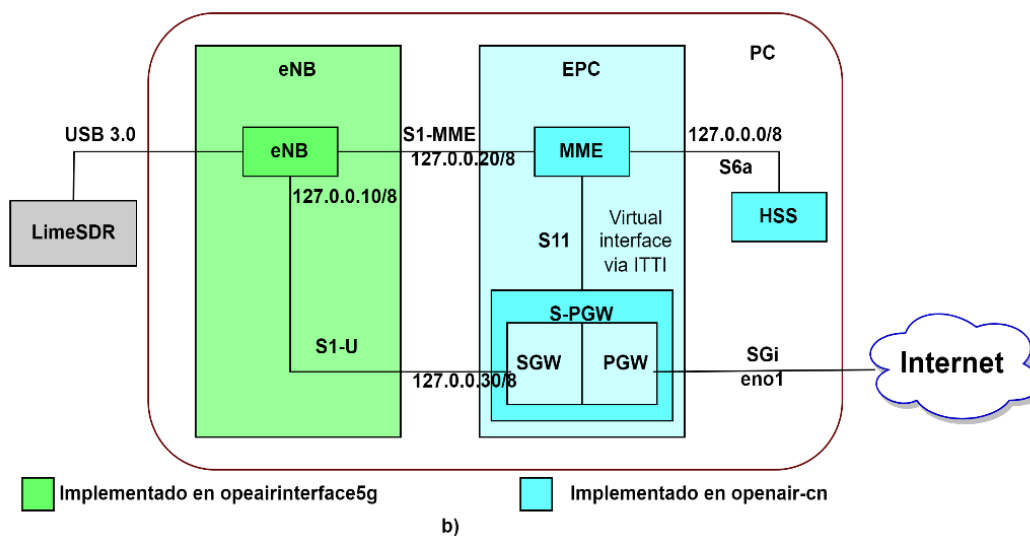 eNB
EPC
PC
USB 3.0
eNB
S1-MME
127.0.0.20/8
MME
127.0.0.0/8
S6a
127.0.0.10/8
HSS
LimeSDR
S11
Virtual
interface
via ITTI
S-PGW
S1-U
SGW
PGW
127.0.0.30/8
SGi
eno1
Internet
Implementado en opeairinterface5g
Implementado en openair-cn
b)